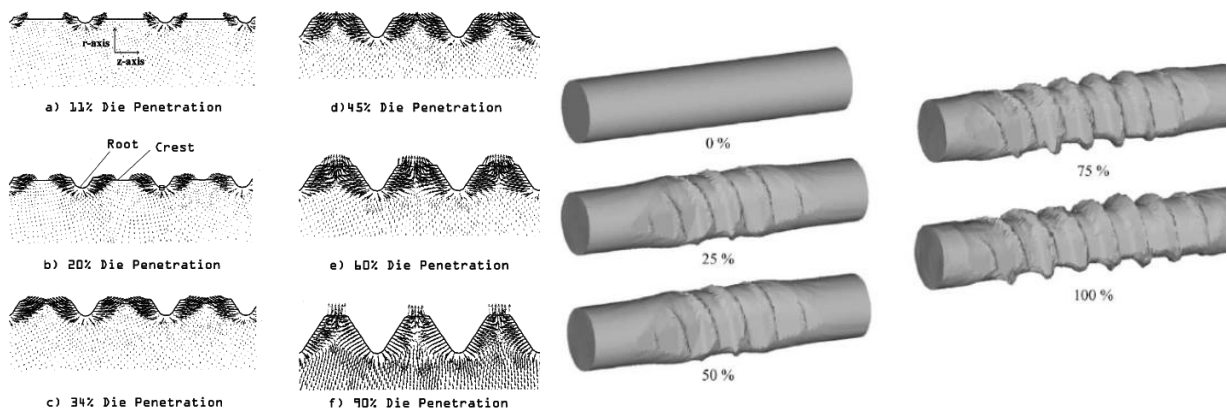 r-axis
z-axis
a) 11% Die Penetration
Root
Crest
b) 20% Die Penetration
c) 34% Die Penetration
d)45% Die Penetration
e) 60% Die Penetration
f) 90% Die Penetration
0 %
25 %
50 %
75 %
100 %